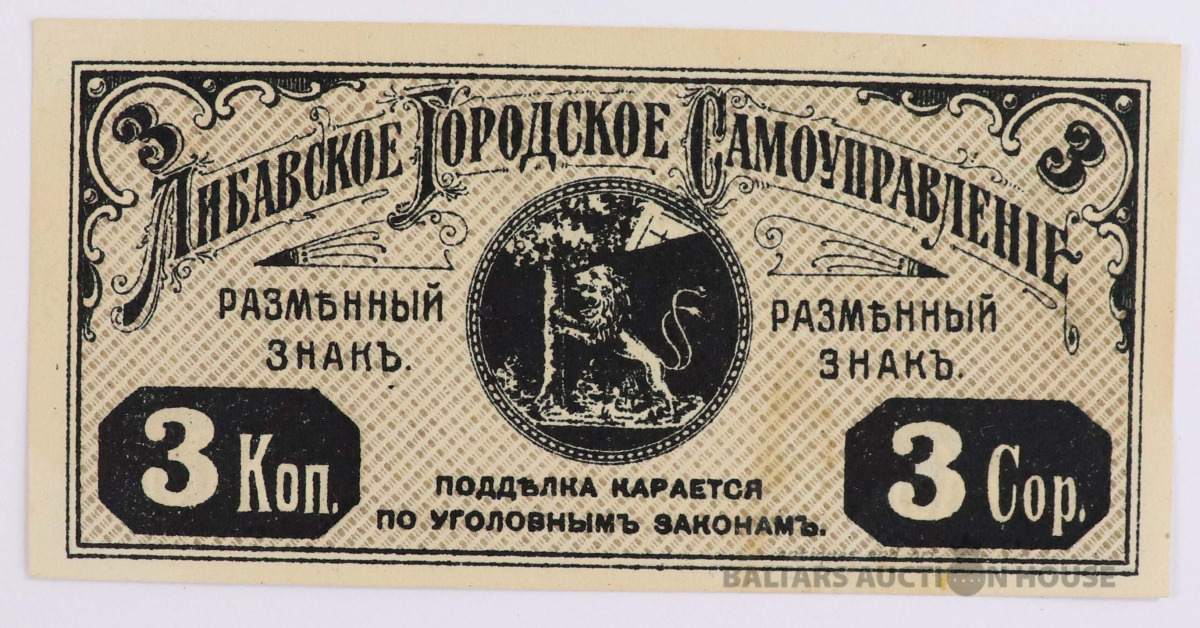 3 3
Либавское Городское Самоуправленіе
РАЗМѢННЫЙ
ЗНАКЪ.
РАЗМѢННЫЙ
ЗНАКЪ.
3 Коп.
3 Cop.
ПОДДѢЛКА КАРАЕТСЯ
ПО УГОЛОВНЫМЪ ЗАКОНАМЪ.
BALTARS AUCTION HOUSE